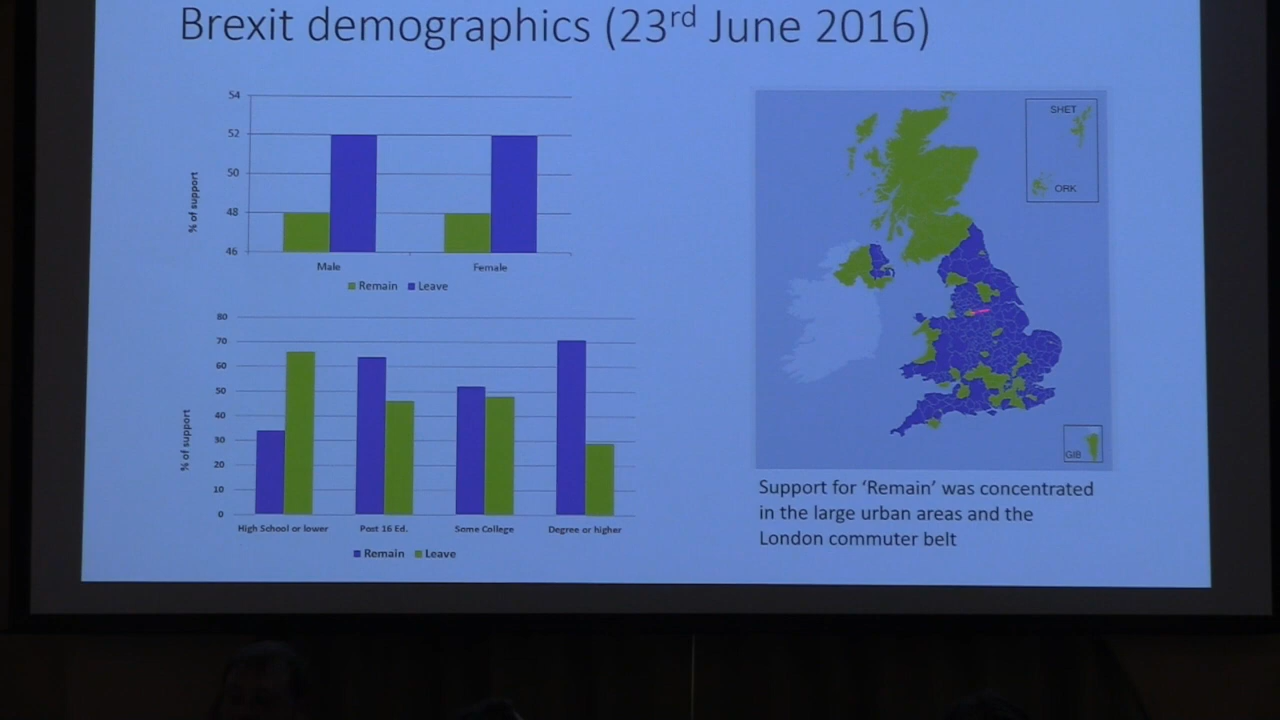 Brexit demographics (23rd June 2016)
54
52
50
48
46
% of support
Male
Female
Remain
Leave
80
70
60
50
40
30
20
10
0
% of support
High School or lower
Post 16 Ed.
Some College
Degree or higher
Remain
Leave
SHET
ORK
GIB
Support for ‘Remain’ was concentrated
in the large urban areas and the
London commuter belt